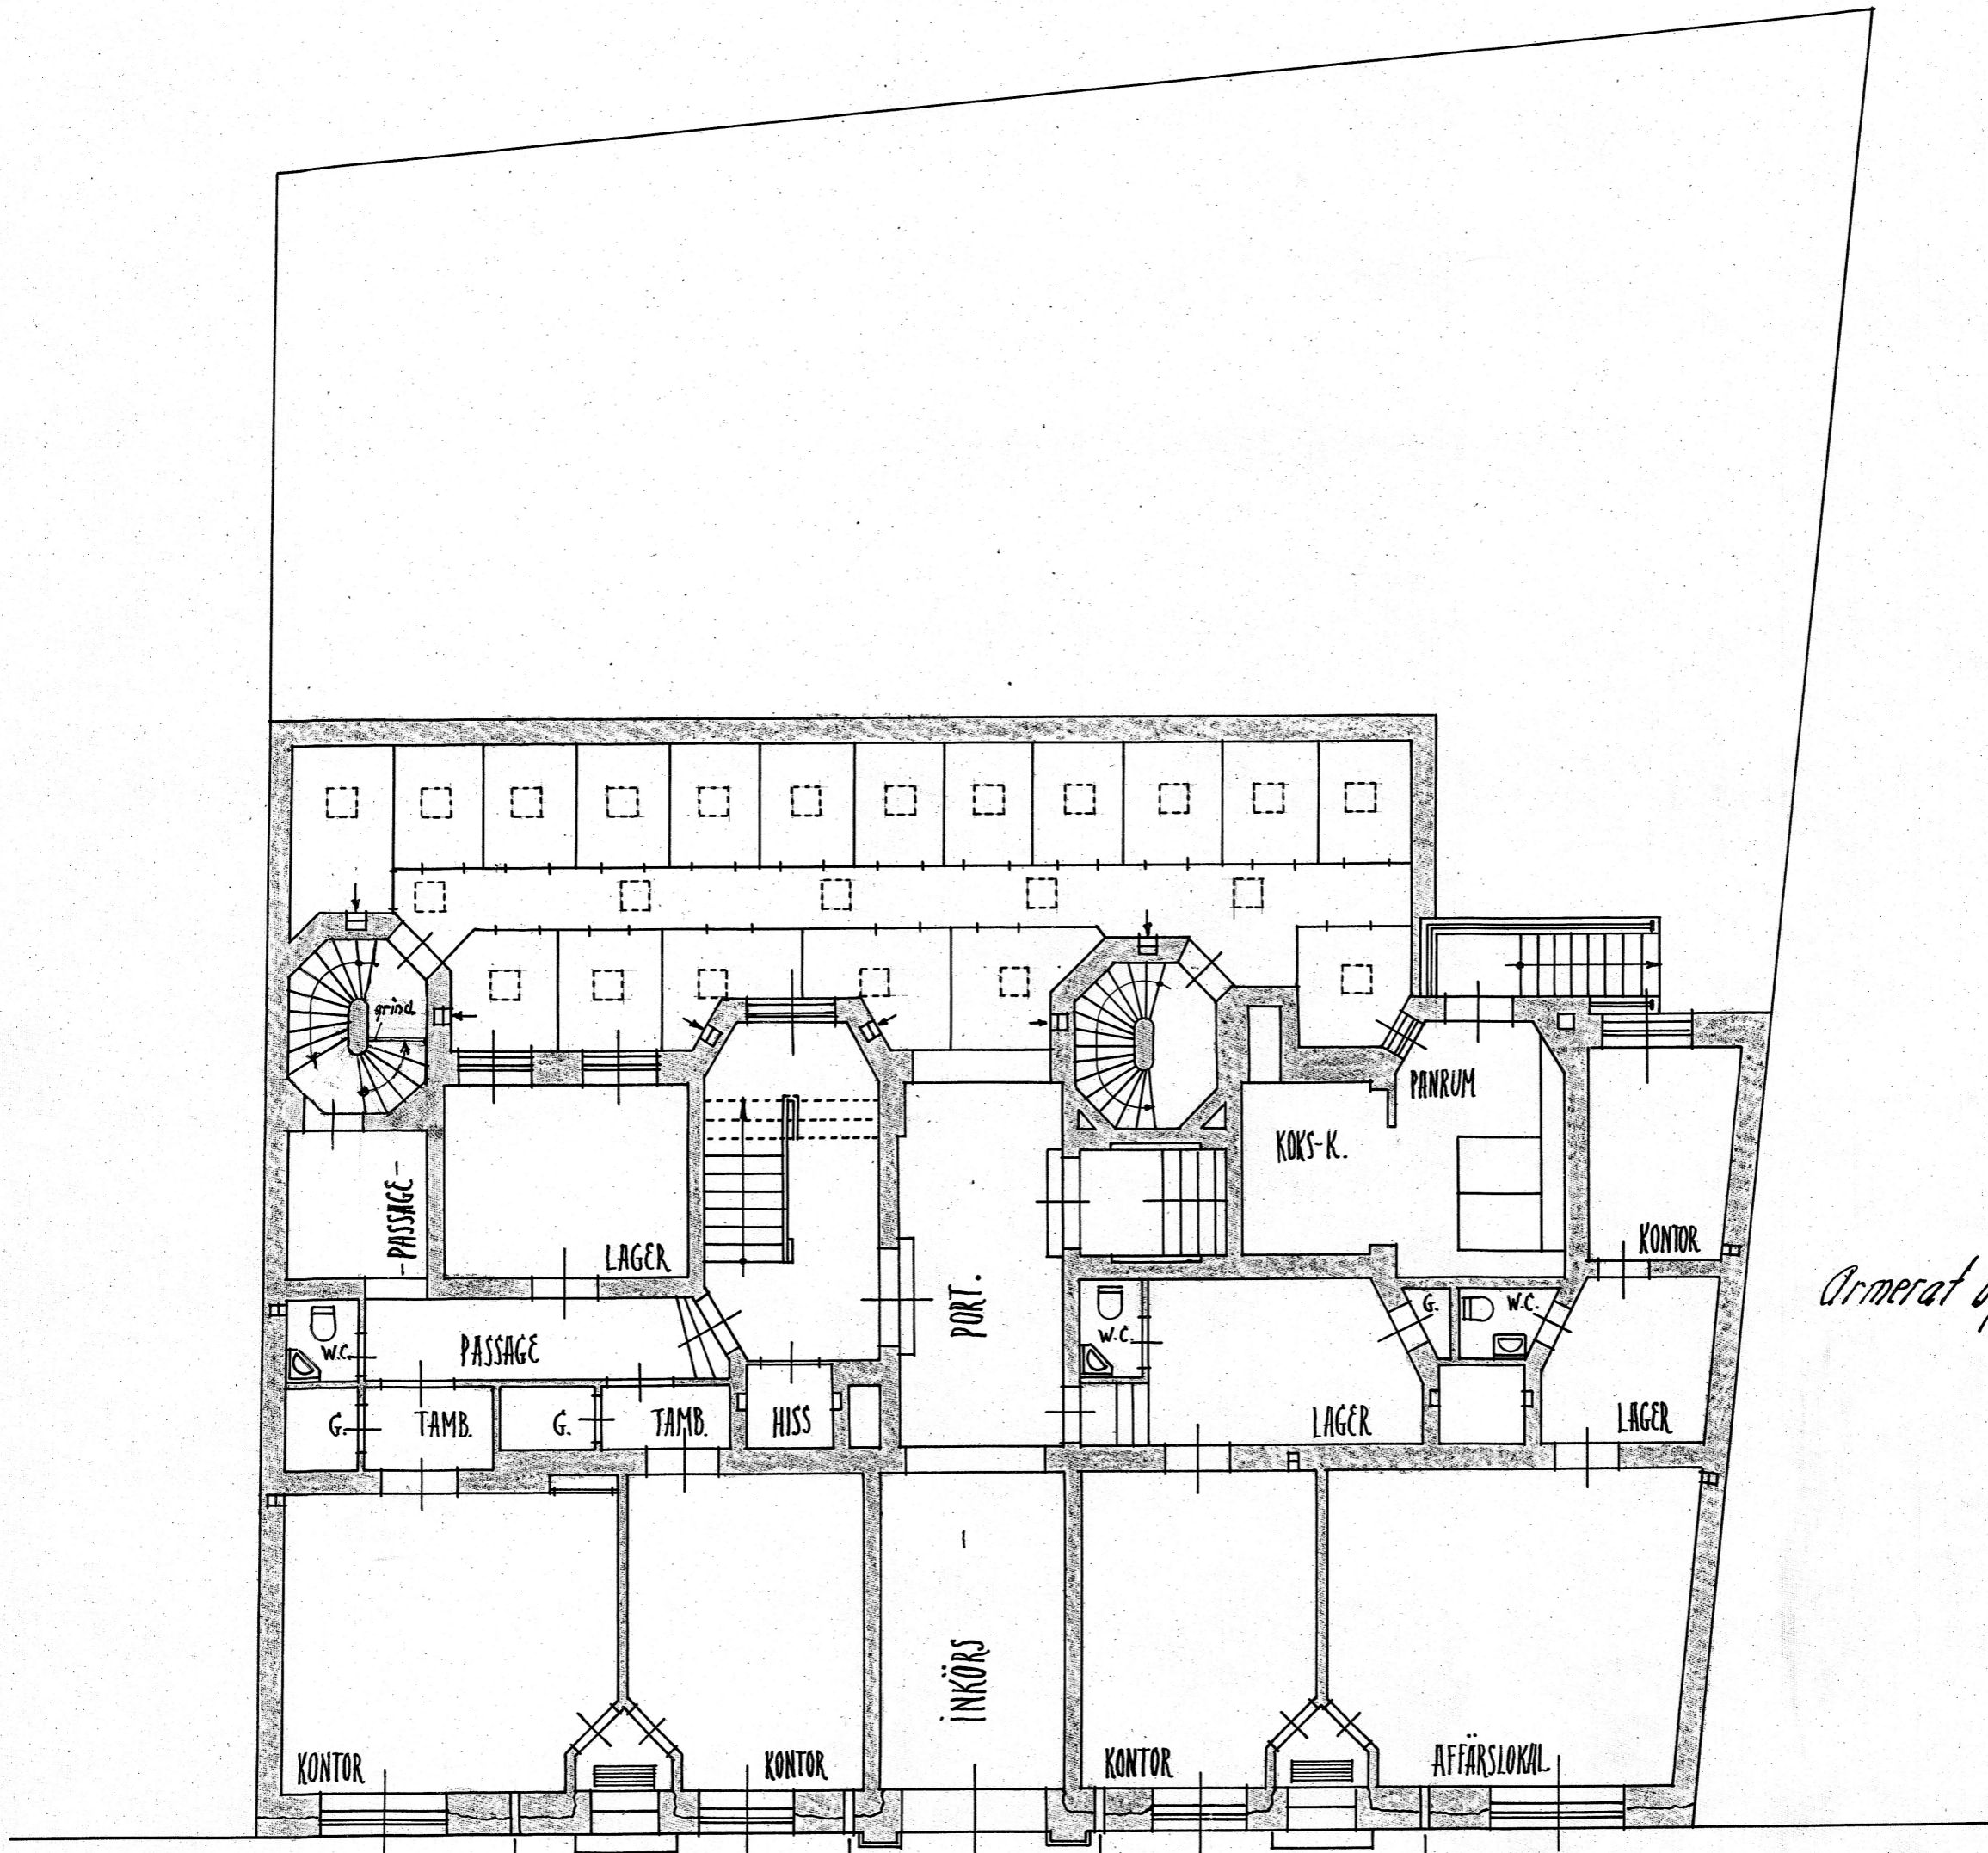 grind
PANRUM
KOKS-K.
-PASSAGE-
LAGER
KONTOR
PORT.
Armerat
W.C.
PASSAGE
W.C.
G.
W.C.
G.
TAMB.
G.
TAMB.
HISS
LAGER
LAGER
INKÖRS-
KONTOR
KONTOR
KONTOR
AFFÄRSLOKAL